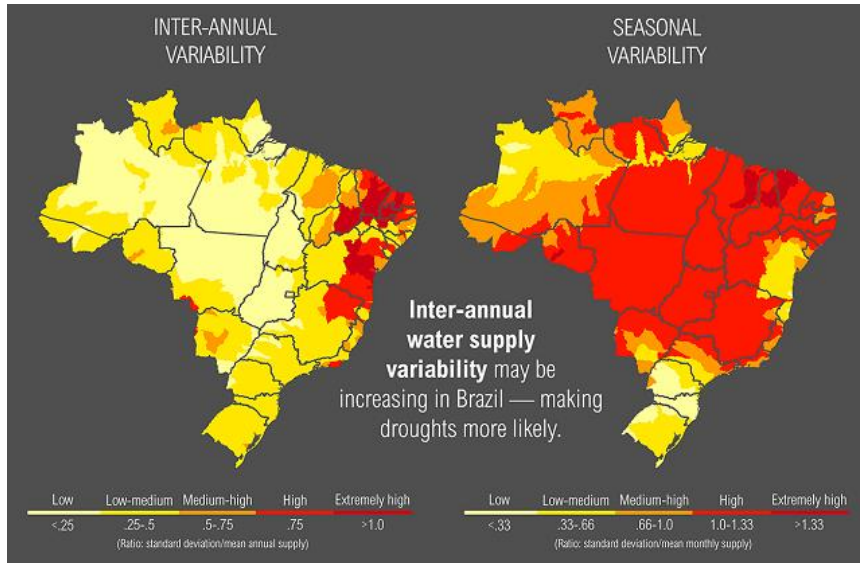 INTER-ANNUAL
VARIABILITY
SEASONAL
VARIABILITY
Inter-annual
water supply
variability may be
increasing in Brazil — making
droughts more likely.
Low Low-medium Medium-high High Extremely high
<.25 .25-.5 .5-.75 .75 >1.0
(Ratio: standard deviation/mean annual supply)
Low Low-medium Medium-high High Extremely high
<.33 .33-.66 .66-1.0 1.0-1.33 >1.33
(Ratio: standard deviation/mean monthly supply)